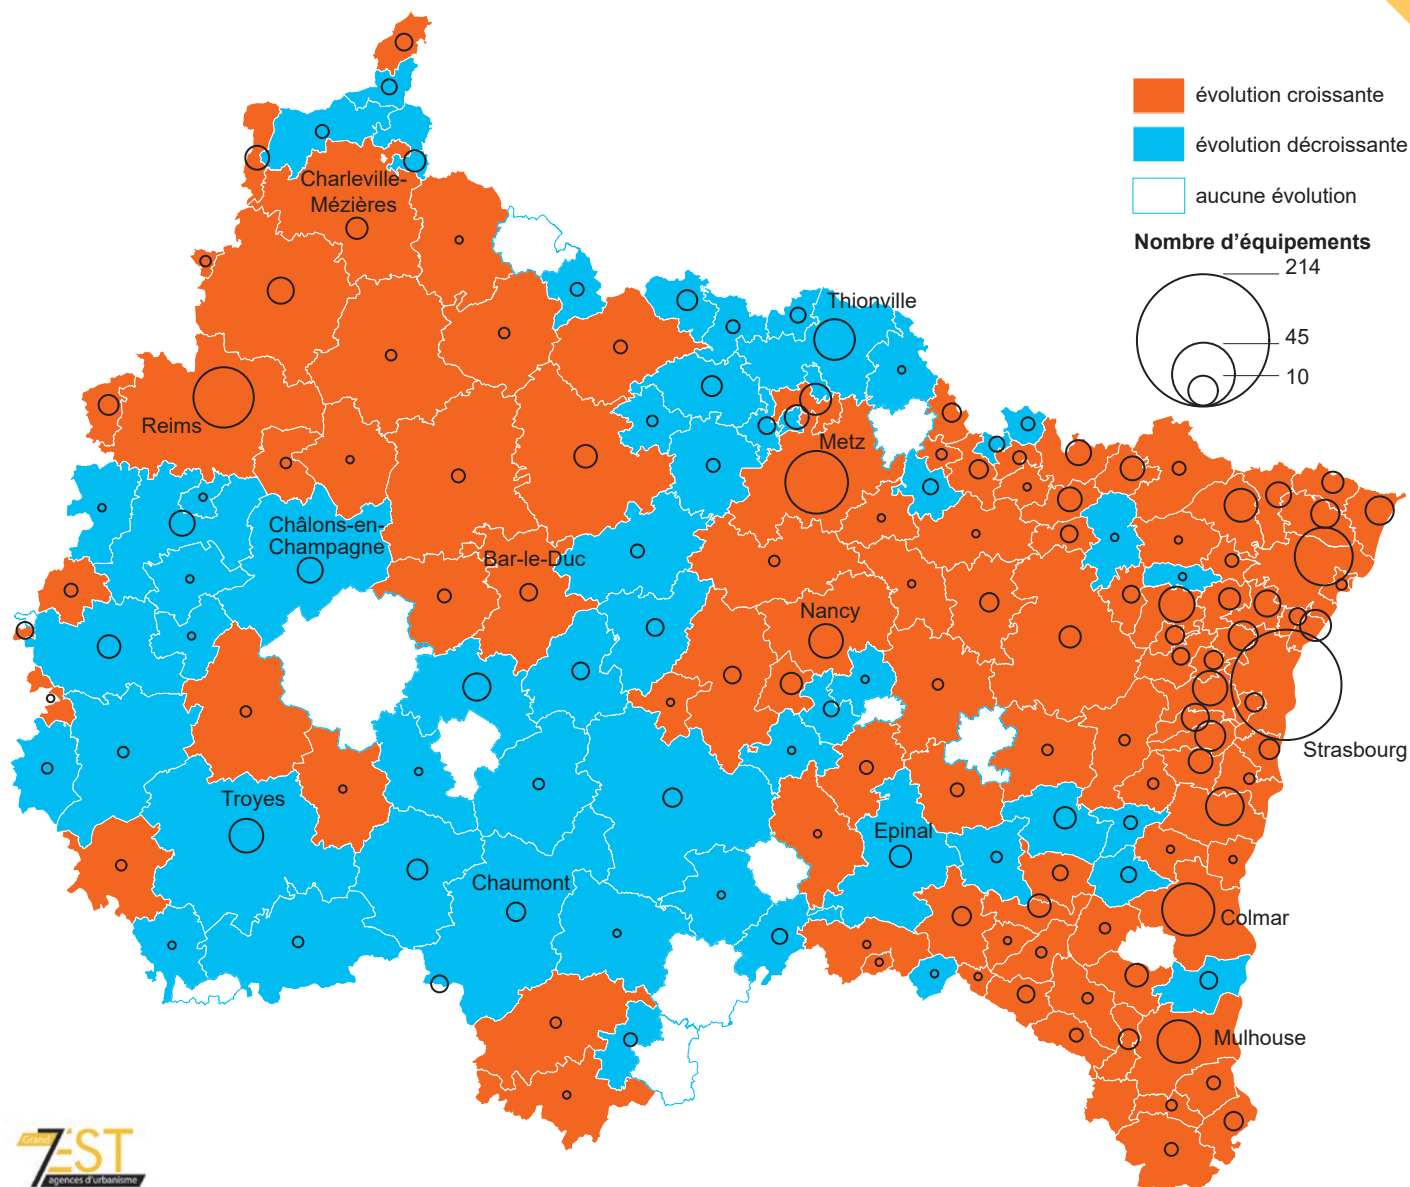 évolution croissante
évolution décroissante
aucune évolution
Nombre d'équipements
214
45
10
Charleville-
Mézières
Thionville
Reims
Metz
Châlons-en-
Champagne
Bar-le-Duc
Nancy
Strasbourg
Troyes
Epinal
Chaumont
Colmar
Mulhouse
Grand
7'EST
agences d'urbanisme